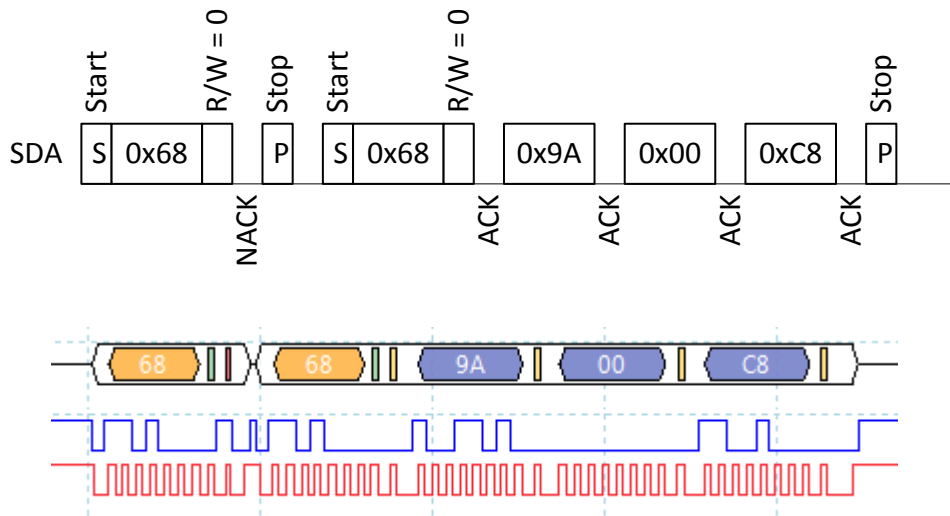 Start R/W = 0 Stop Start R/W = 0 Stop
SDA S 0x68 P S 0x68 0x9A 0x00 0xC8 P
NACK ACK ACK ACK ACK
68 68 9A 00 C8